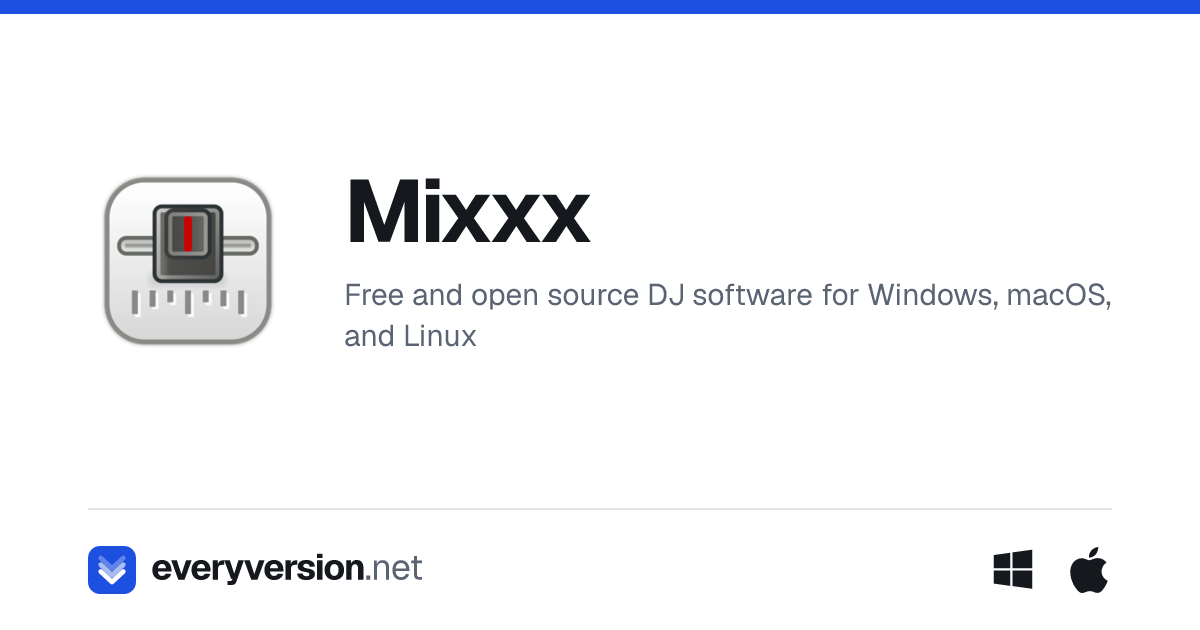 Mixxx
Free and open source DJ software for Windows, macOS,
and Linux
everyversion.net